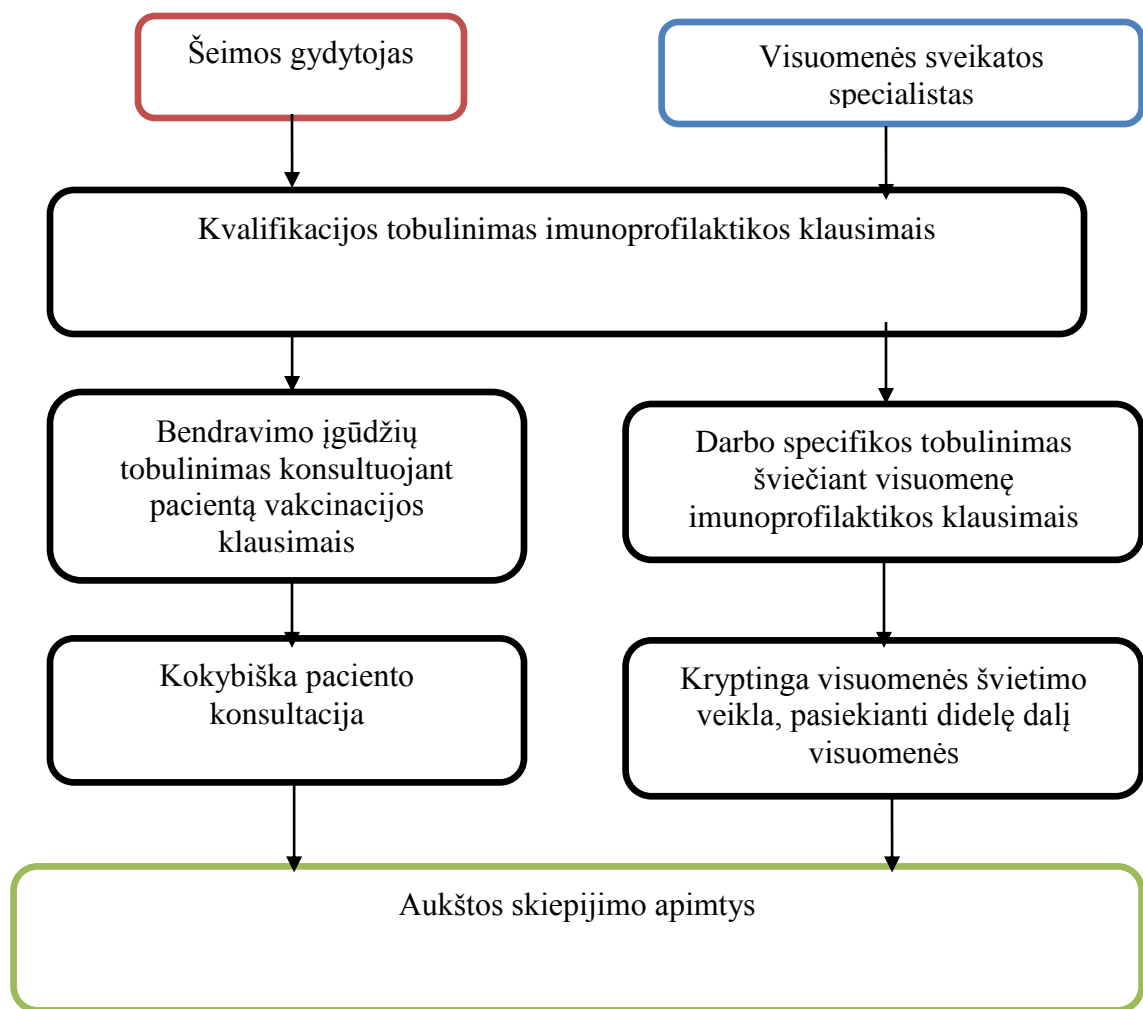 Šeimos gydytojas
Visuomenės sveikatos
specialistas
Kvalifikacijos tobulinimas imunoprofilaktikos klausimais
Bendravimo įgūdžių
tobulinimas konsultuojant
pacientą vakcinacijos
klausimais
Darbo specifikos tobulinimas
šviečiant visuomenę
imunoprofilaktikos klausimais
Kokybiška paciento
konsultacija
Kryptinga visuomenės švietimo
veikla, pasiekianti didelę dalį
visuomenės
Aukštos skiepijimo apimtys